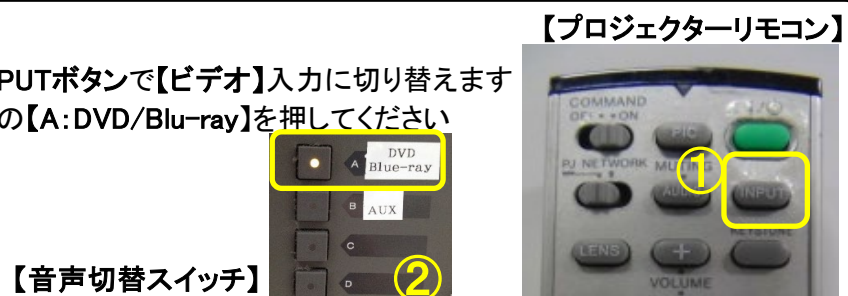 【プロジェクターリモコン】
PUTボタンで【ビデオ】入力に切り替えます
の【A:DVD/Blu-ray】を押してください
COMMAND
OFF ON
PIC
DVD
A Blue-ray
PJ NETWORK
MUTING
①
INPUT
B AUX
KEYSTONE
C
LENS
+
【音声切替スイッチ】
D
②
VOLUME